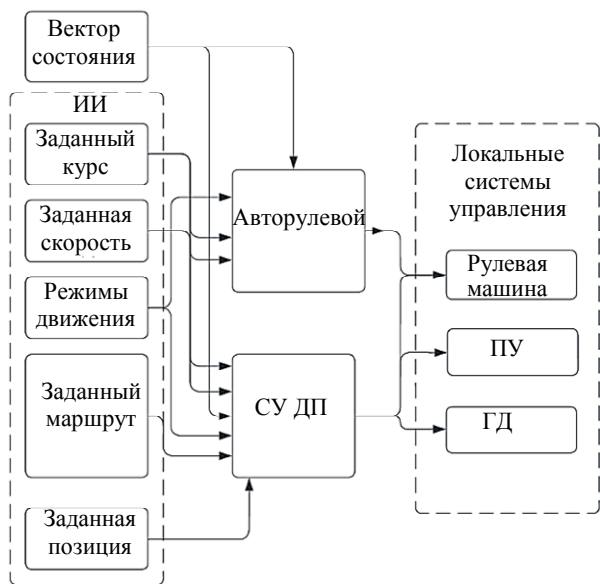 Вектор
состояния
ИИ
Заданный
курс
Заданная
скорость
Режимы
движения
Заданный
маршрут
Заданная
позиция
Авторулевой
СУ ДП
Локальные
системы
управления
Рулевая
машина
ПУ
ГД